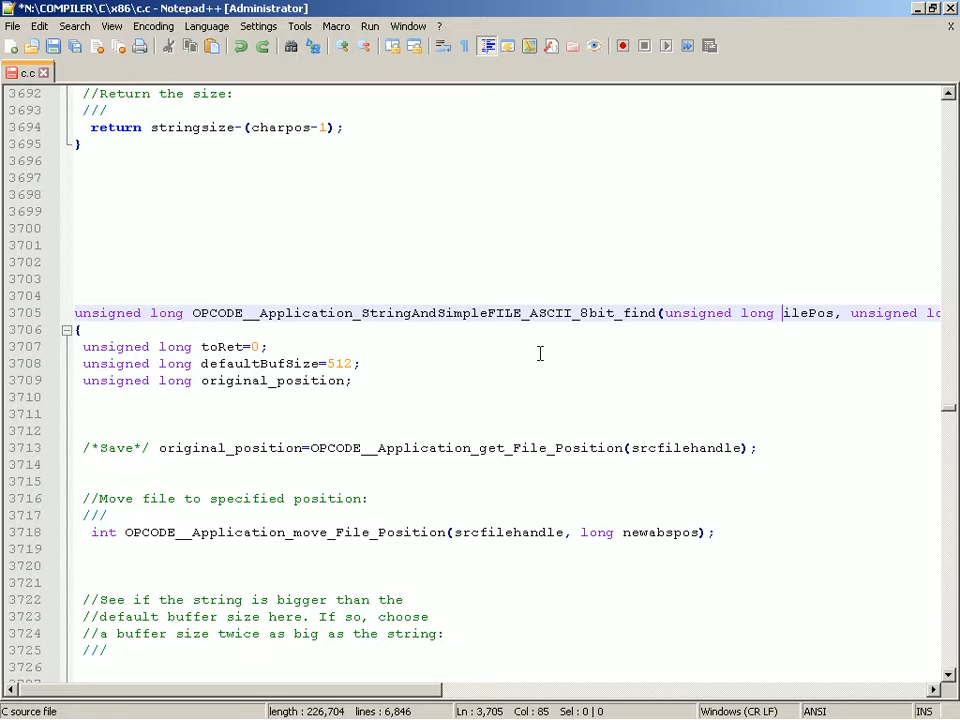 *N:\COMPILER\C\x86\c.c - Notepad++ [Administrator]
File Edit Search View Encoding Language Settings Tools Macro Run Window ? X
c.c
3692 //Return the size:
3693 ///
3694 return stringsize-(charpos-1);
3695 }
3696
3697
3698
3699
3700
3701
3702
3703
3704
3705 unsigned long OPCODE__Application_StringAndSimpleFILE_ASCII_8bit_find(unsigned long ilePos, unsigned lo
3706 {
3707 unsigned long toRet=0;
3708 unsigned long defaultBufSize=512;
3709 unsigned long original_position;
3710
3711
3712
3713 /*Save*/ original_position=OPCODE__Application_get_File_Position(srcfilehandle);
3714
3715
3716 //Move file to specified position:
3717 ///
3718 int OPCODE__Application_move_File_Position(srcfilehandle, long newabspos);
3719
3720
3721
3722 //See if the string is bigger than the
3723 //default buffer size here. If so, choose
3724 //a buffer size twice as big as the string:
3725 ///
3726
C source file length : 226,704 lines : 6,846 Ln : 3,705 Col : 85 Sel : 0 | 0 Windows (CR LF) ANSI INS